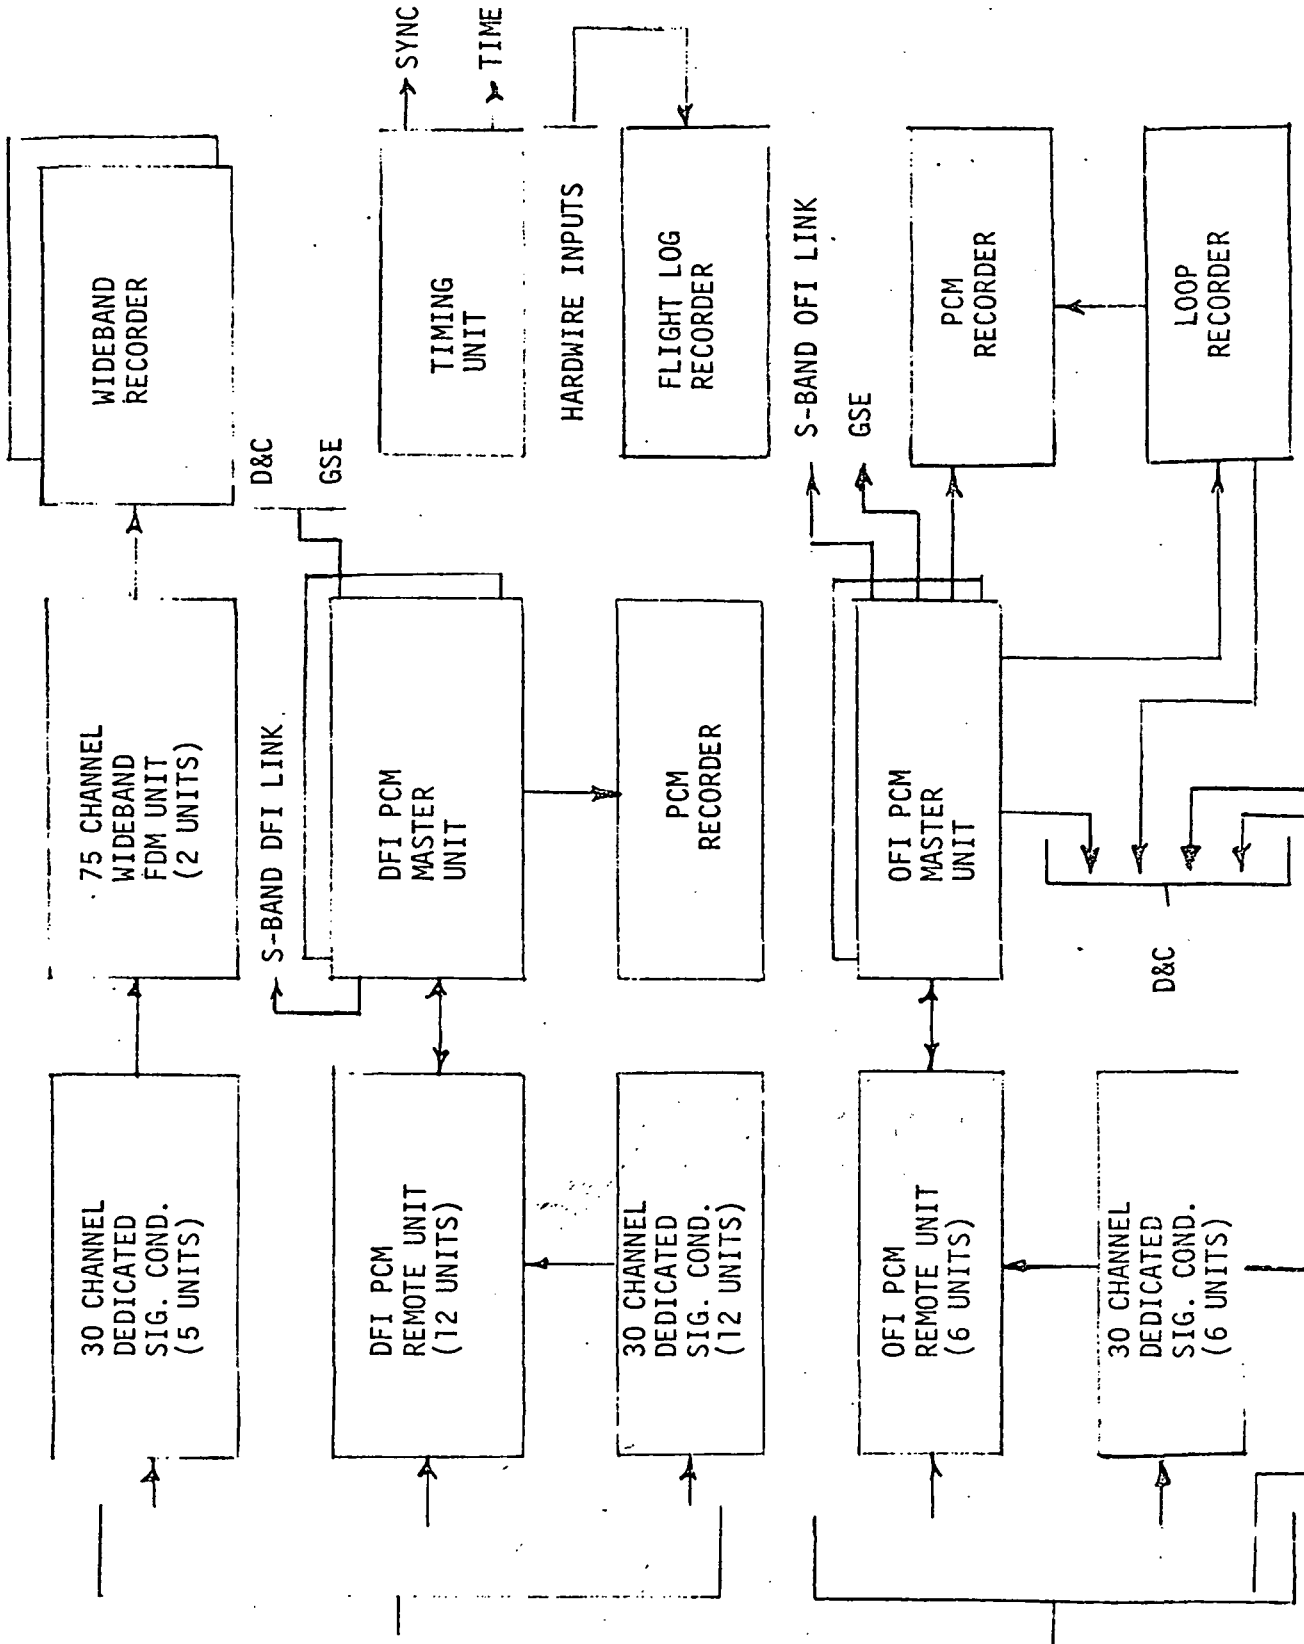 30 CHANNEL
DEDICATED
SIG. COND.
(5 UNITS)
75 CHANNEL
WIDEBAND
FDM UNIT
(2 UNITS)
WIDEBAND
RECORDER
S-BAND DFI LINK
D&C
GSE
DFI PCM
REMOTE UNIT
(12 UNITS)
DFI PCM
MASTER
UNIT
TIMING
UNIT
SYNC
TIME
HARDWIRE INPUTS
30 CHANNEL
DEDICATED
SIG. COND.
(12 UNITS)
PCM
RECORDER
FLIGHT LOG
RECORDER
S-BAND OFI LINK
GSE
OFI PCM
REMOTE UNIT
(6 UNITS)
OFI PCM
MASTER
UNIT
PCM
RECORDER
30 CHANNEL
DEDICATED
SIG. COND.
(6 UNITS)
D&C
LOOP
RECORDER